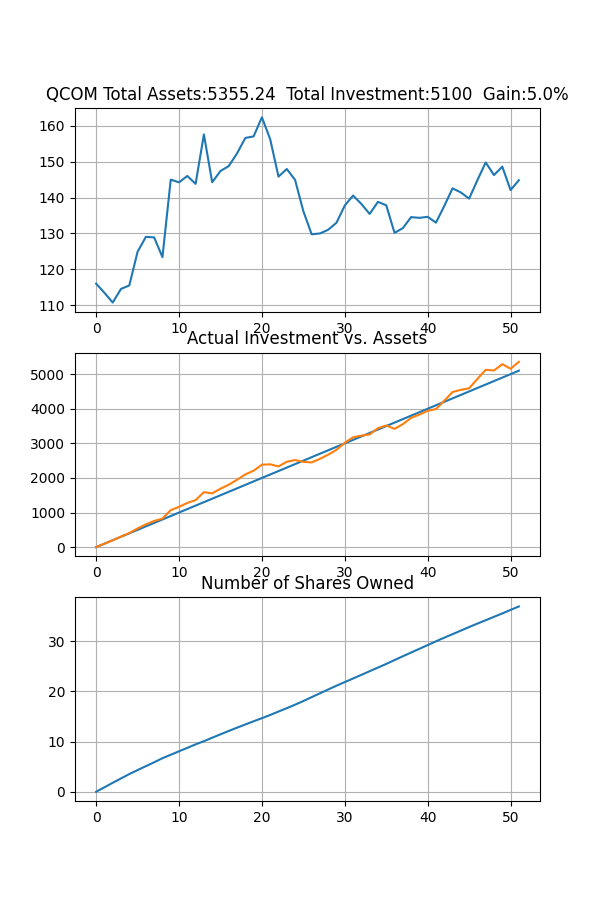 QCOM Total Assets:5355.24  Total Investment:5100  Gain:5.0%
160
150
140
130
120
110
0 10 20 30 40 50
Actual Investment vs. Assets
5000
4000
3000
2000
1000
0
0 10 20 30 40 50
Number of Shares Owned
30
20
10
0
0 10 20 30 40 50